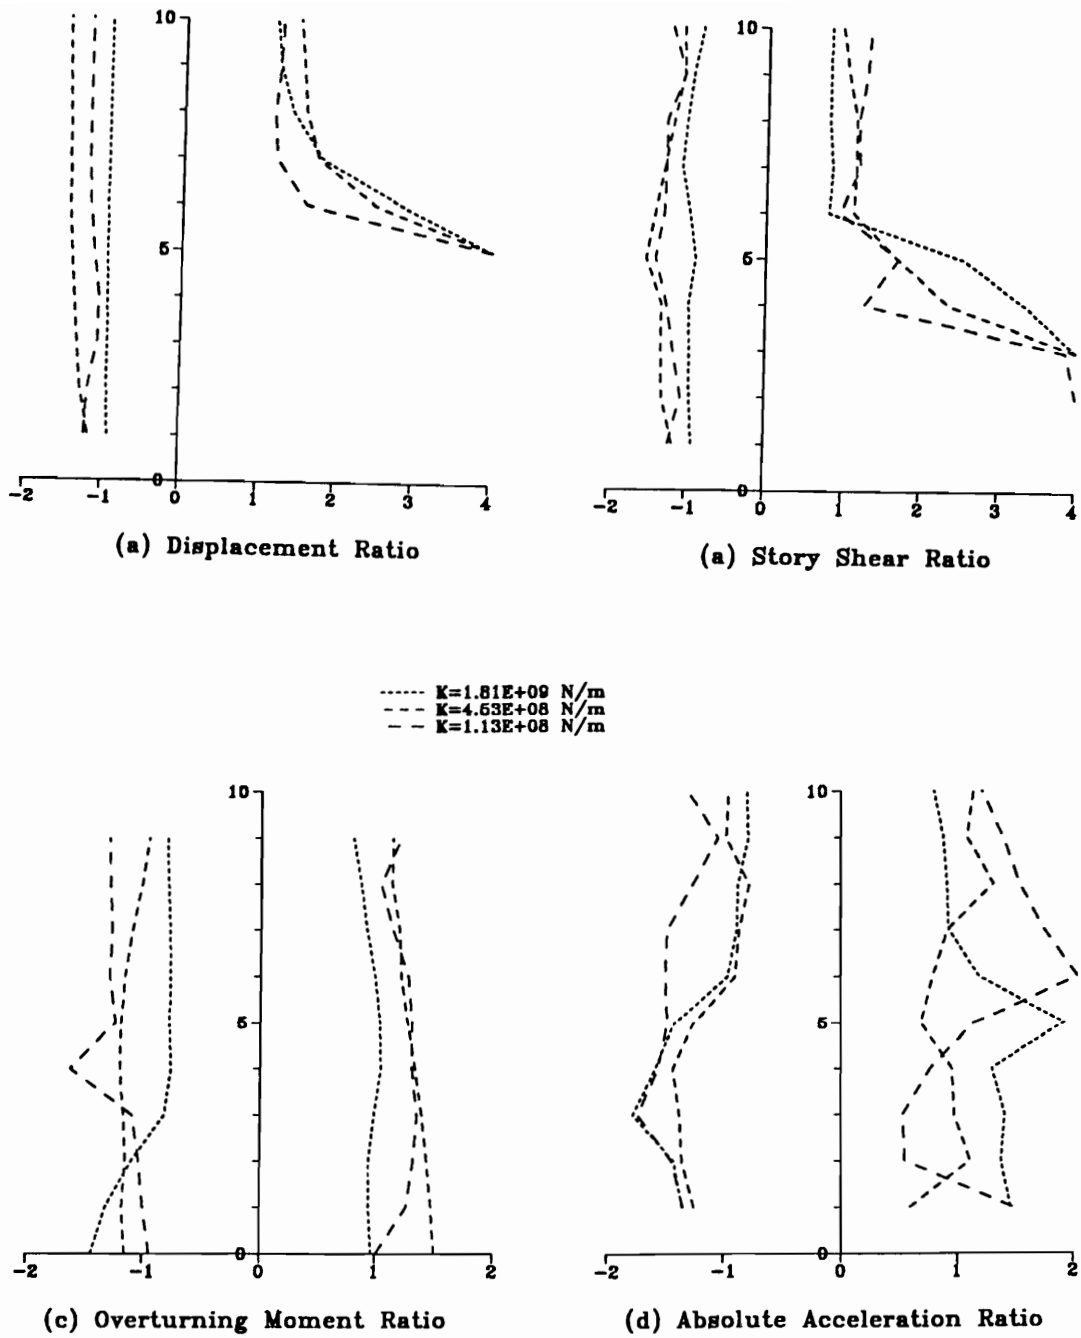 10
5
0
-2 -1 0 1 2 3 4
(a) Displacement Ratio
10
5
0
-2 -1 0 1 2 3 4
(a) Story Shear Ratio
K=1.81E+09 N/m
K=4.53E+08 N/m
K=1.13E+08 N/m
10
5
0
-2 -1 0 1 2
(c) Overturning Moment Ratio
10
5
0
-2 -1 0 1 2
(d) Absolute Acceleration Ratio